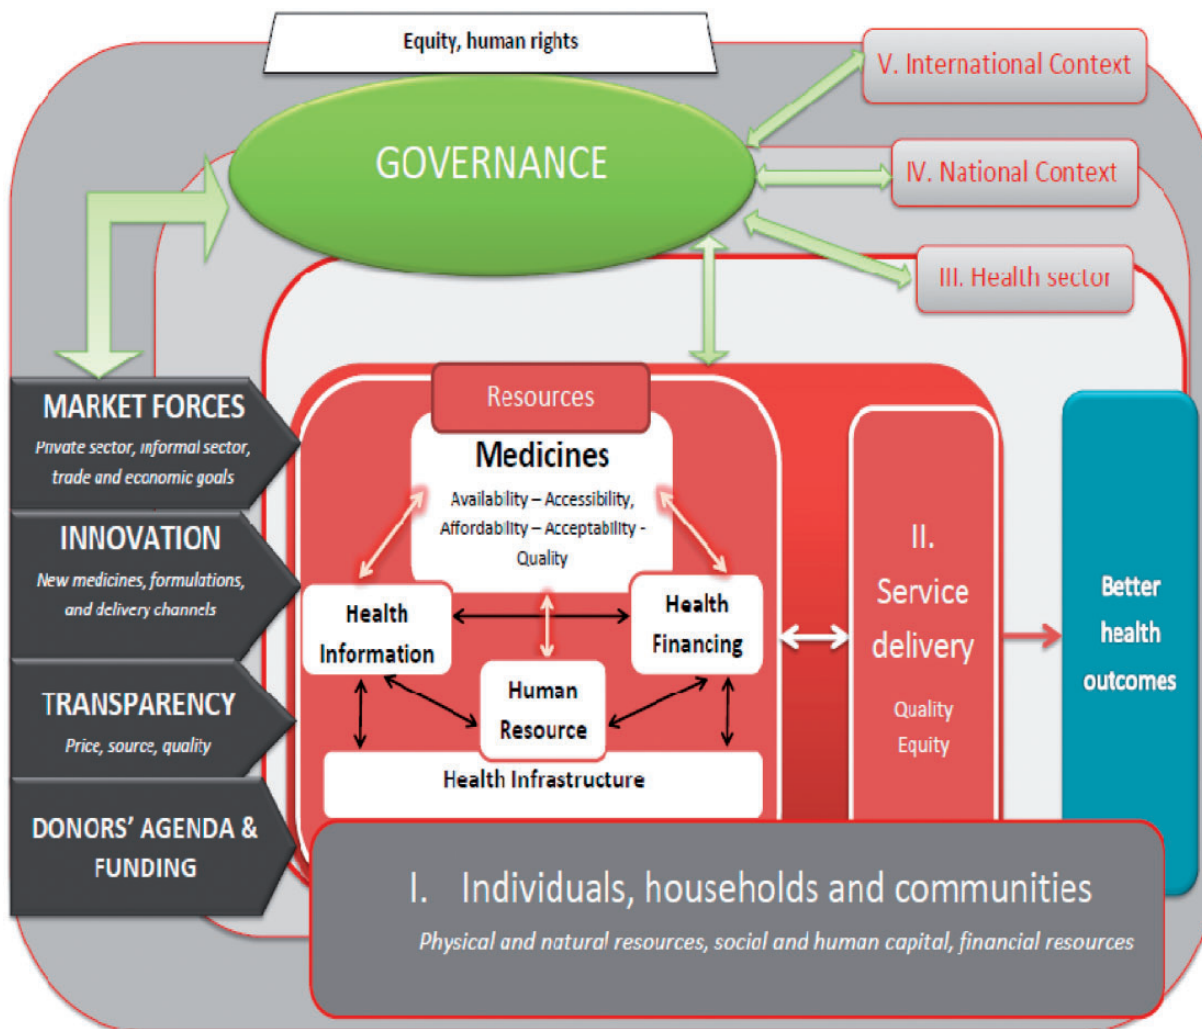 Equity, human rights
GOVERNANCE
V. International Context
IV. National Context
III. Health sector
MARKET FORCES
Private sector, informal sector,
trade and economic goals
INNOVATION
New medicines, formulations,
and delivery channels
TRANSPARENCY
Price, source, quality
DONORS' AGENDA &
FUNDING
Resources
Medicines
Availability – Accessibility,
Affordability – Acceptability -
Quality
Health
Information
Health
Financing
Human
Resource
Health Infrastructure
II.
Service
delivery
Quality
Equity
Better
health
outcomes
I. Individuals, households and communities
Physical and natural resources, social and human capital, financial resources